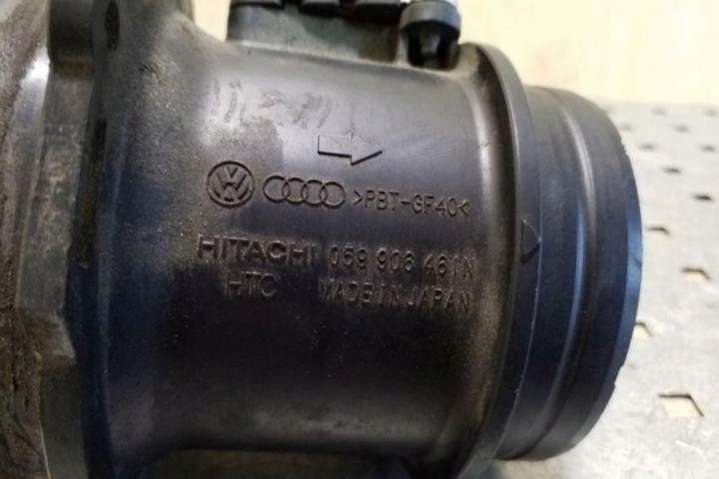 >PBT-GF40<
HITACHI 059 906 461N
HTC MADE IN JAPAN